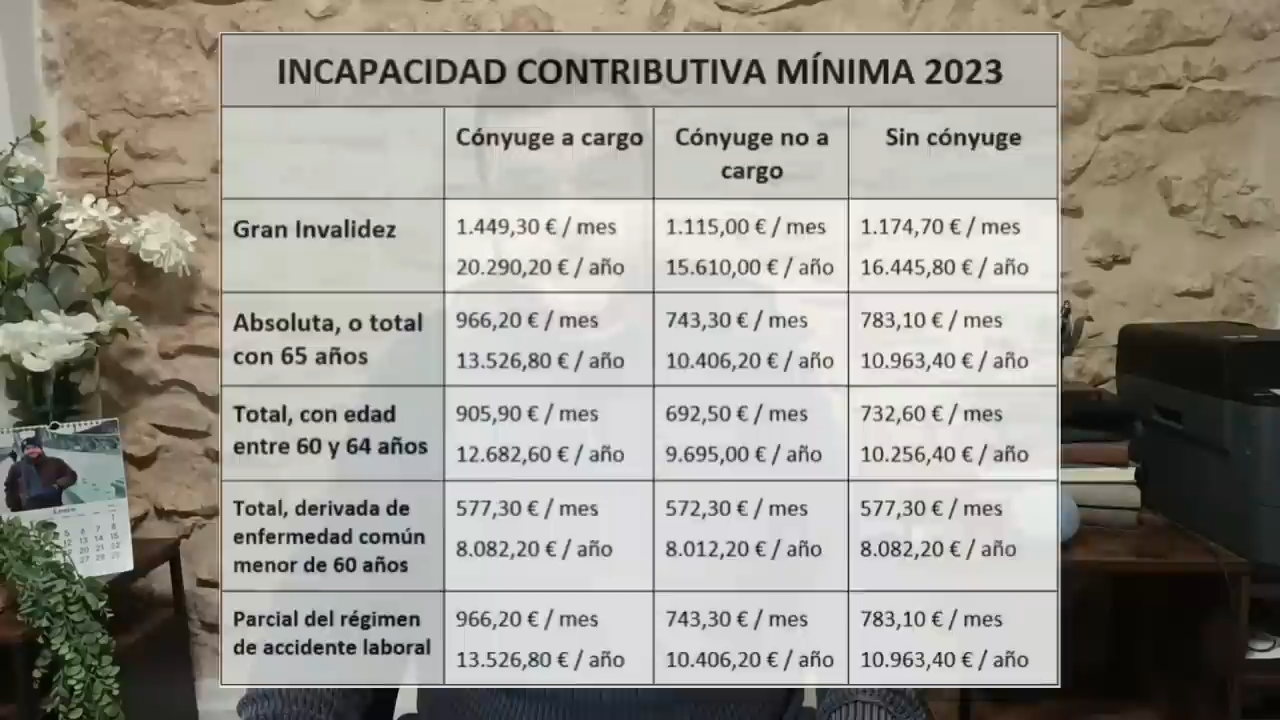 INCAPACIDAD CONTRIBUTIVA MÍNIMA 2023
Cónyuge a cargo
Cónyuge no a
cargo
Sin cónyuge
Gran Invalidez
1.449,30 € / mes
20.290,20 € / año
1.115,00 € / mes
15.610,00 € / año
1.174,70 € / mes
16.445,80 € / año
Absoluta, o total
con 65 años
966,20 € / mes
13.526,80 € / año
743,30 € / mes
10.406,20 € / año
783,10 € / mes
10.963,40 € / año
Total, con edad
entre 60 y 64 años
905,90 € / mes
12.682,60 € / año
692,50 € / mes
9.695,00 € / año
732,60 € / mes
10.256,40 € / año
Total, derivada de
enfermedad común
menor de 60 años
577,30 € / mes
8.082,20 € / año
572,30 € / mes
8.012,20 € / año
577,30 € / mes
8.082,20 € / año
Parcial del régimen
de accidente laboral
966,20 € / mes
13.526,80 € / año
743,30 € / mes
10.406,20 € / año
783,10 € / mes
10.963,40 € / año